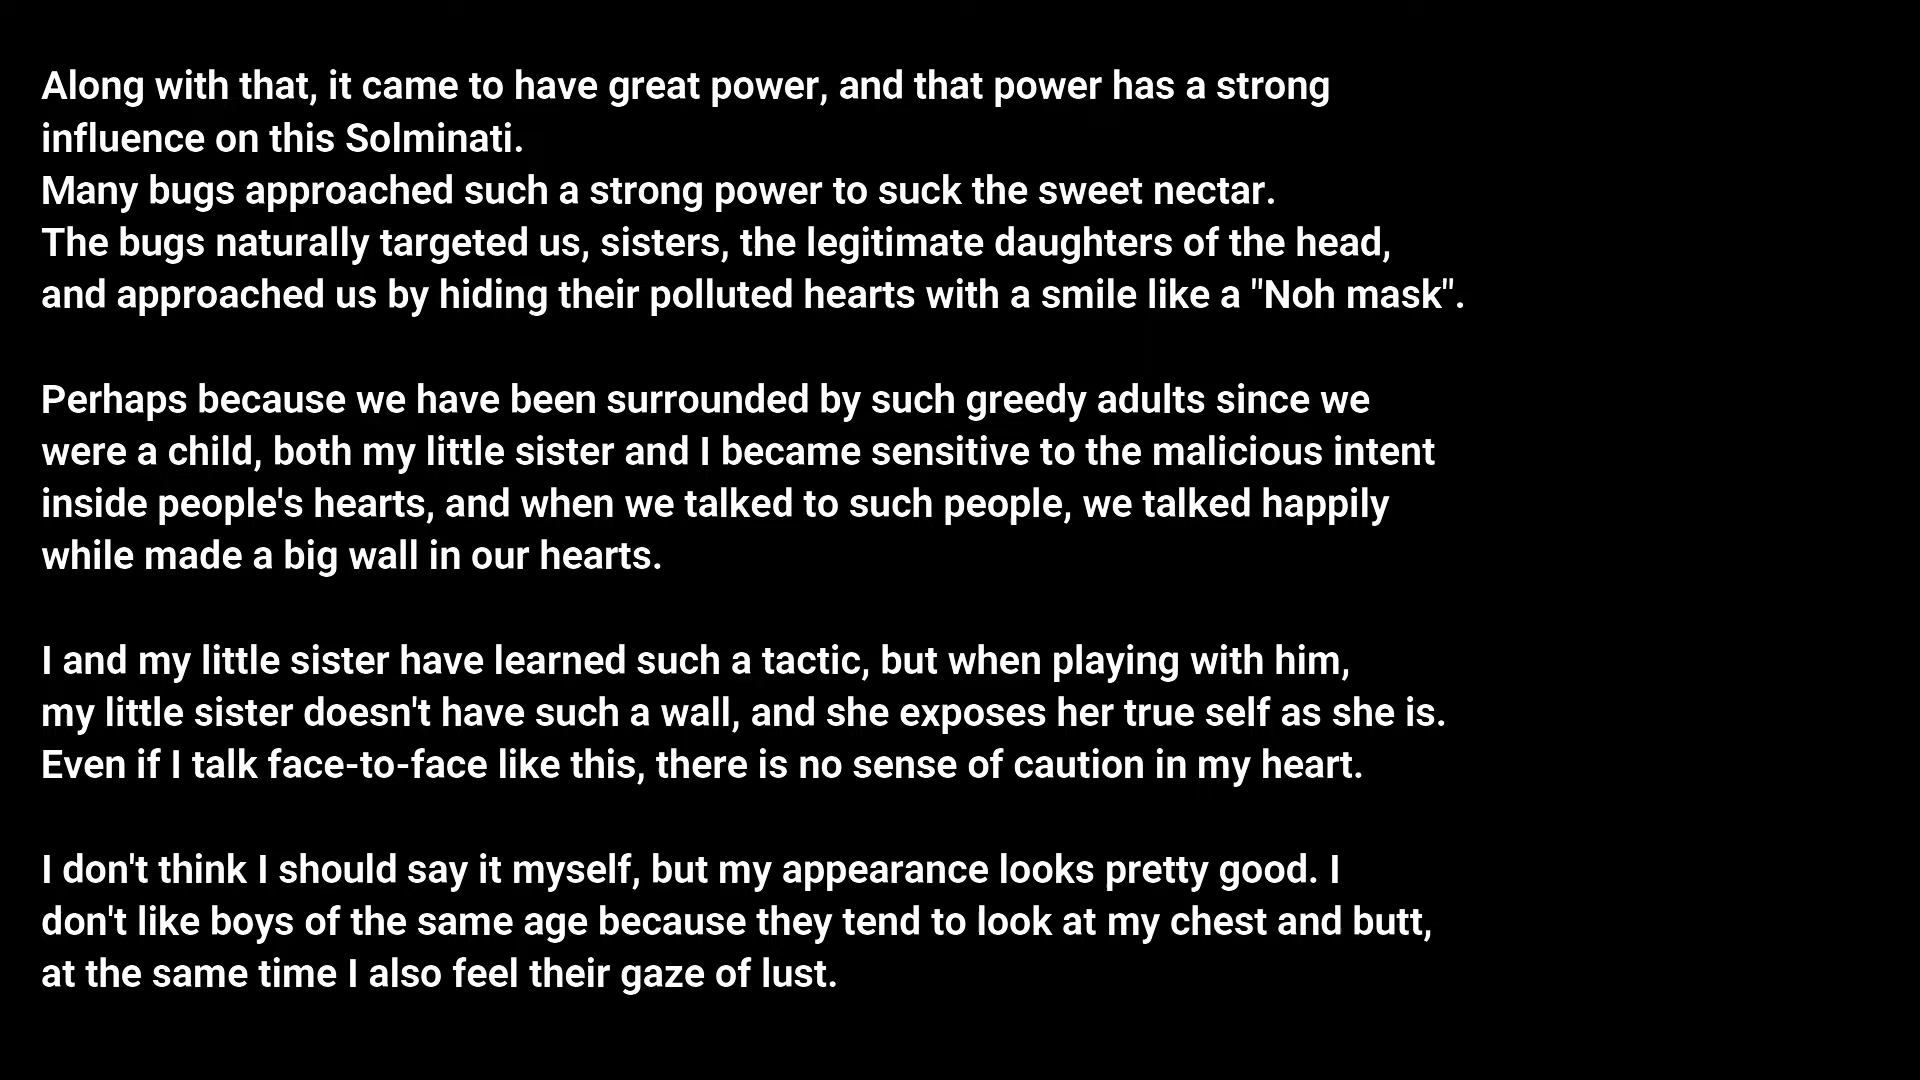 Along with that, it came to have great power, and that power has a strong
influence on this Solminati.
Many bugs approached such a strong power to suck the sweet nectar.
The bugs naturally targeted us, sisters, the legitimate daughters of the head,
and approached us by hiding their polluted hearts with a smile like a "Noh mask".
Perhaps because we have been surrounded by such greedy adults since we
were a child, both my little sister and I became sensitive to the malicious intent
inside people's hearts, and when we talked to such people, we talked happily
while made a big wall in our hearts.
I and my little sister have learned such a tactic, but when playing with him,
my little sister doesn't have such a wall, and she exposes her true self as she is.
Even if I talk face-to-face like this, there is no sense of caution in my heart.
I don't think I should say it myself, but my appearance looks pretty good. I
don't like boys of the same age because they tend to look at my chest and butt,
at the same time I also feel their gaze of lust.